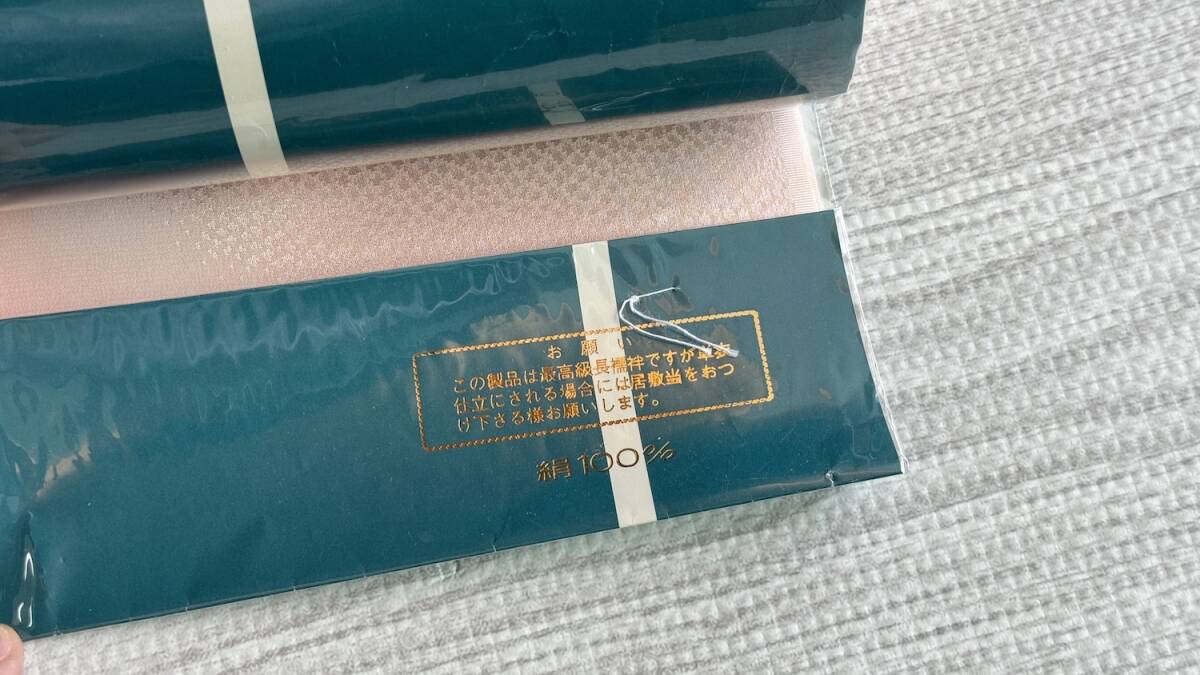 お願い
この製品は最高級長襦袢ですが単衣
仕立にされる場合には居敷当をおつ
け下さる様お願いします。
絹100%